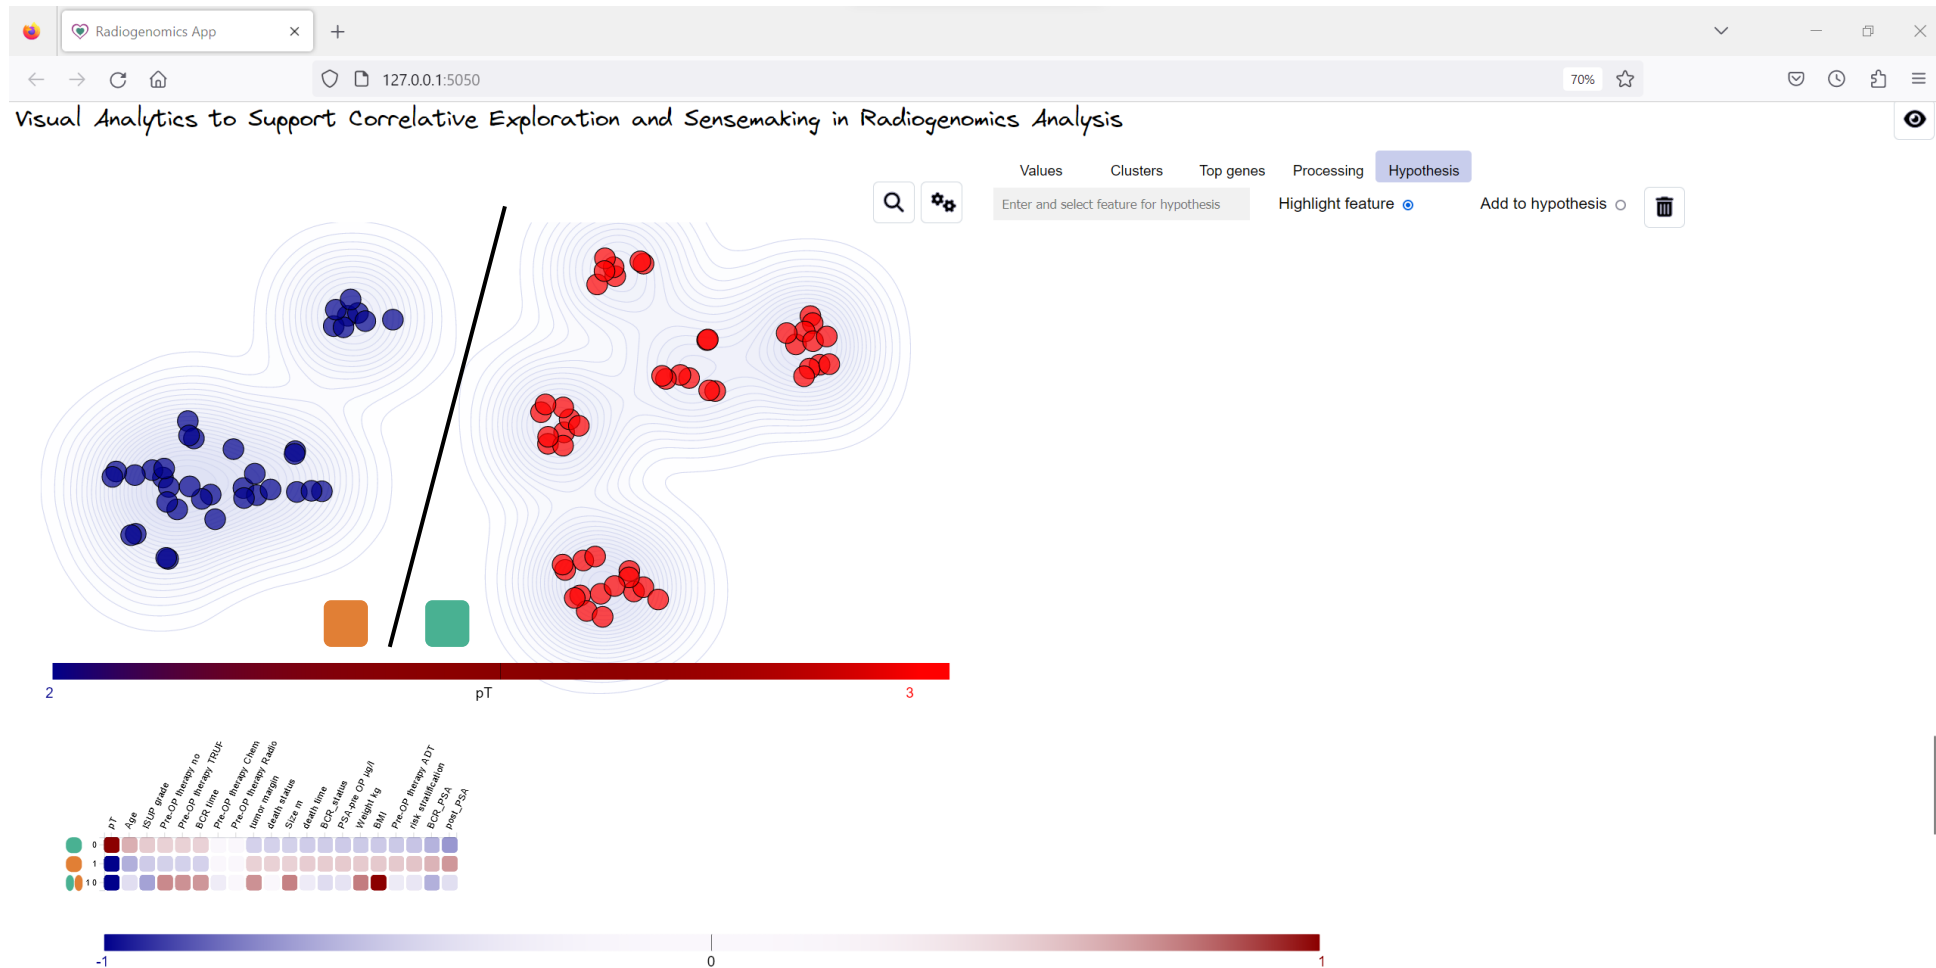 Radiogenomics App
127.0.0.1:5050
70%
Visual Analytics to Support Correlative Exploration and Sensemaking in Radiogenomics Analysis
Values Clusters Top genes Processing Hypothesis
Enter and select feature for hypothesis
Highlight feature
Add to hypothesis
2
pT
3
pT
Age
ISUP grade
Pre-OP therapy no
Pre-OP therapy TRUF
BCR time
Pre-OP therapy Chem
Pre-OP therapy Radio
tumor margin
death status
Size m
death time
BCR_status
PSA-pre OP µg/l
Weight kg
BMI
Pre-OP therapy ADT
risk stratification
BCR_PSA
post_PSA
0
1
1 0
-1
0
1